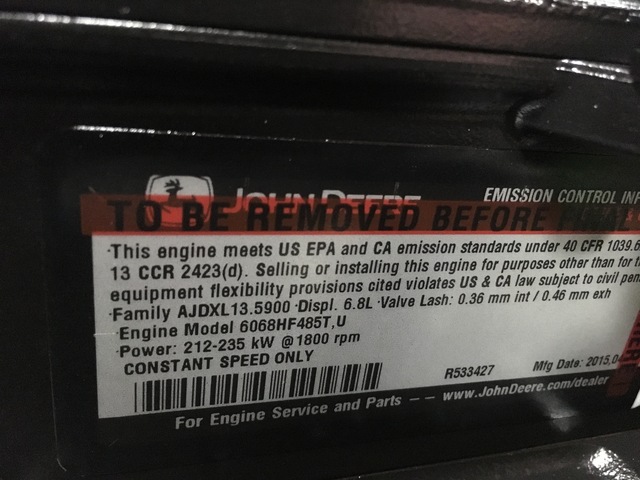 JOHN DEERE
EMISSION CONTROL
TO BE REMOVED BEFORE
·This engine meets US EPA and CA emission standards under 40 CFR 1039.6
13 CCR 2423(d). Selling or installing this engine for purposes other than for
equipment flexibility provisions cited violates US & CA law subject to civil
·Family AJDXL13.5900 ·Displ. 6.8L ·Valve Lash: 0.36 mm int / 0.46 mm exh
·Engine Model 6068HF485T,U
·Power: 212-235 kW @1800 rpm
CONSTANT SPEED ONLY
R533427 Mfg Date: 2015,
For Engine Service and Parts –– www.JohnDeere.com/dealer